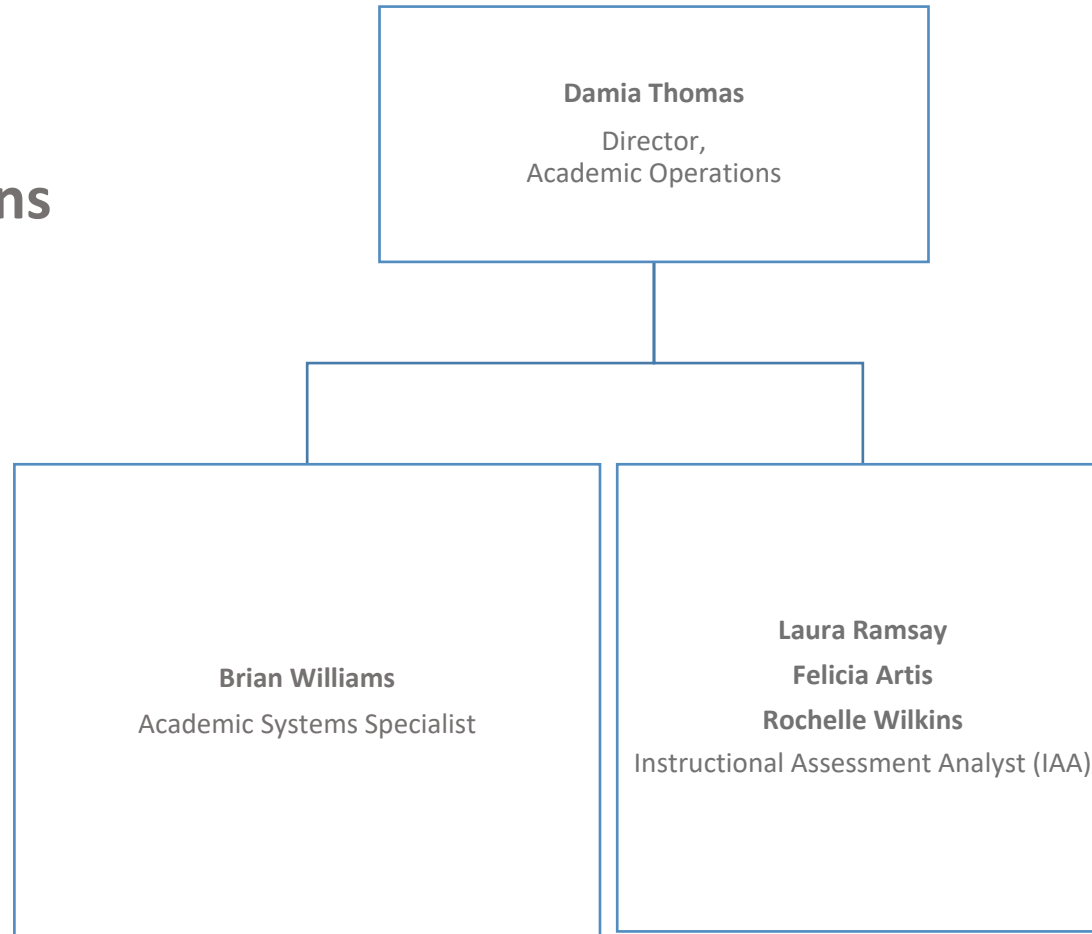 ns
Damia Thomas
Director,
Academic Operations
Brian Williams
Academic Systems Specialist
Laura Ramsay
Felicia Artis
Rochelle Wilkins
Instructional Assessment Analyst (IAA)